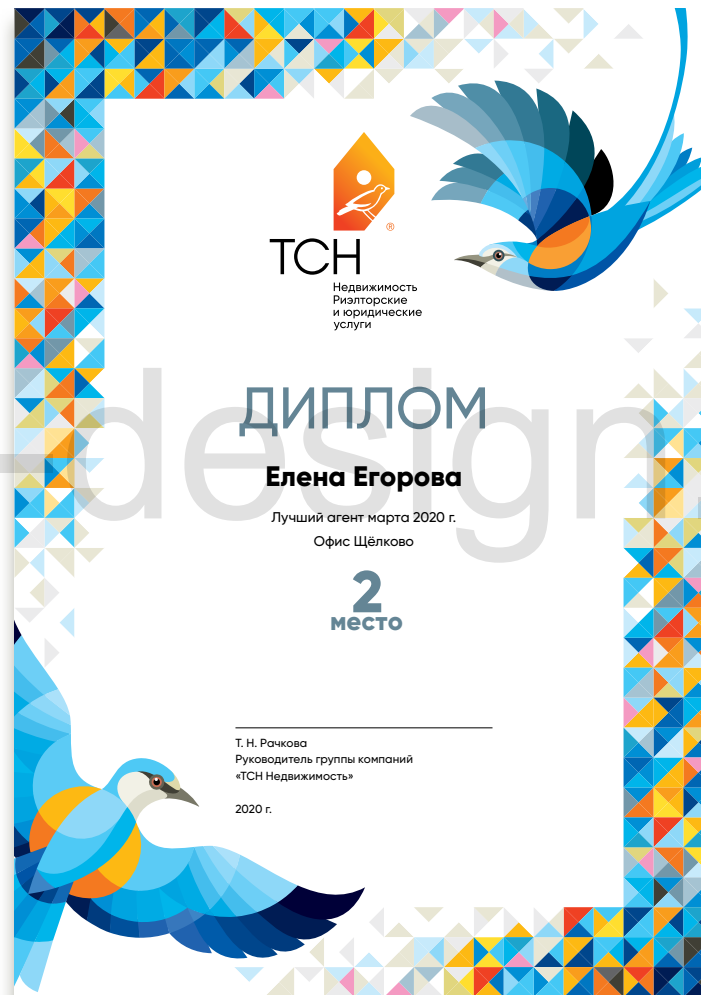 ®
ТСН
Недвижимость
Риэлторские
и юридические
услуги
ДИПЛОМ
-design
Елена Егорова
Лучший агент марта 2020 г.
Офис Щёлково
2
место
Т. Н. Рачкова
Руководитель группы компаний
«ТСН Недвижимость»
2020 г.